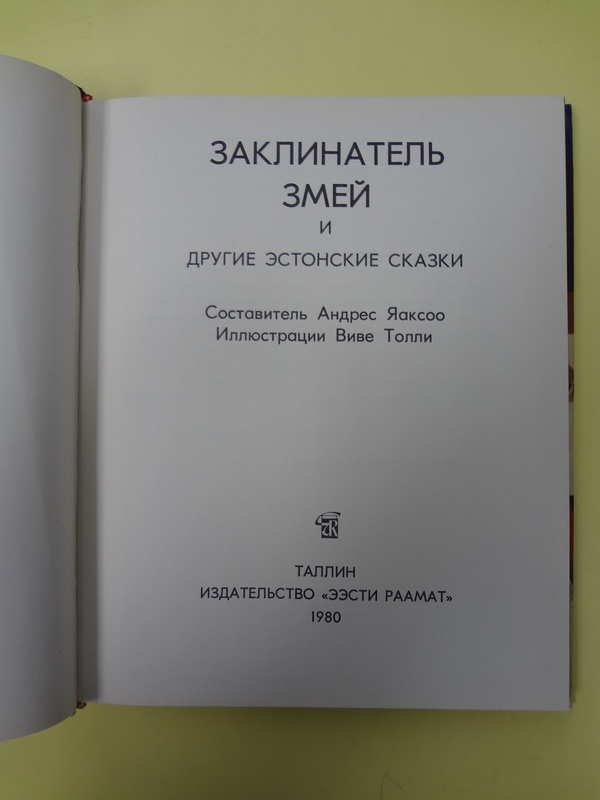 ЗАКЛИНАТЕЛЬ
ЗМЕЙ
И
ДРУГИЕ ЭСТОНСКИЕ СКАЗКИ
Составитель Андрес Яаксоо
Иллюстрации Виве Толли
ТАЛЛИН
ИЗДАТЕЛЬСТВО «ЭЭСТИ РААМАТ»
1980